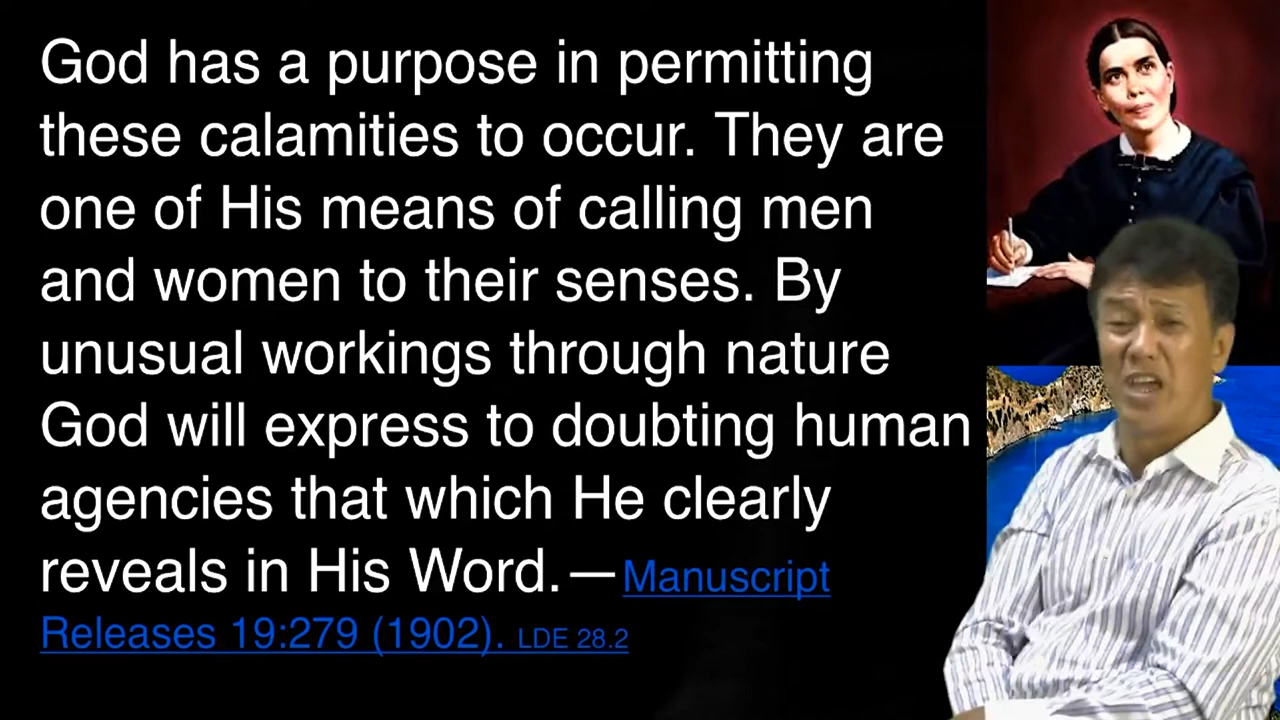 God has a purpose in permitting
these calamities to occur. They are
one of His means of calling men
and women to their senses. By
unusual workings through nature
God will express to doubting human
agencies that which He clearly
reveals in His Word.—Manuscript
Releases 19:279 (1902). LDE 28.2